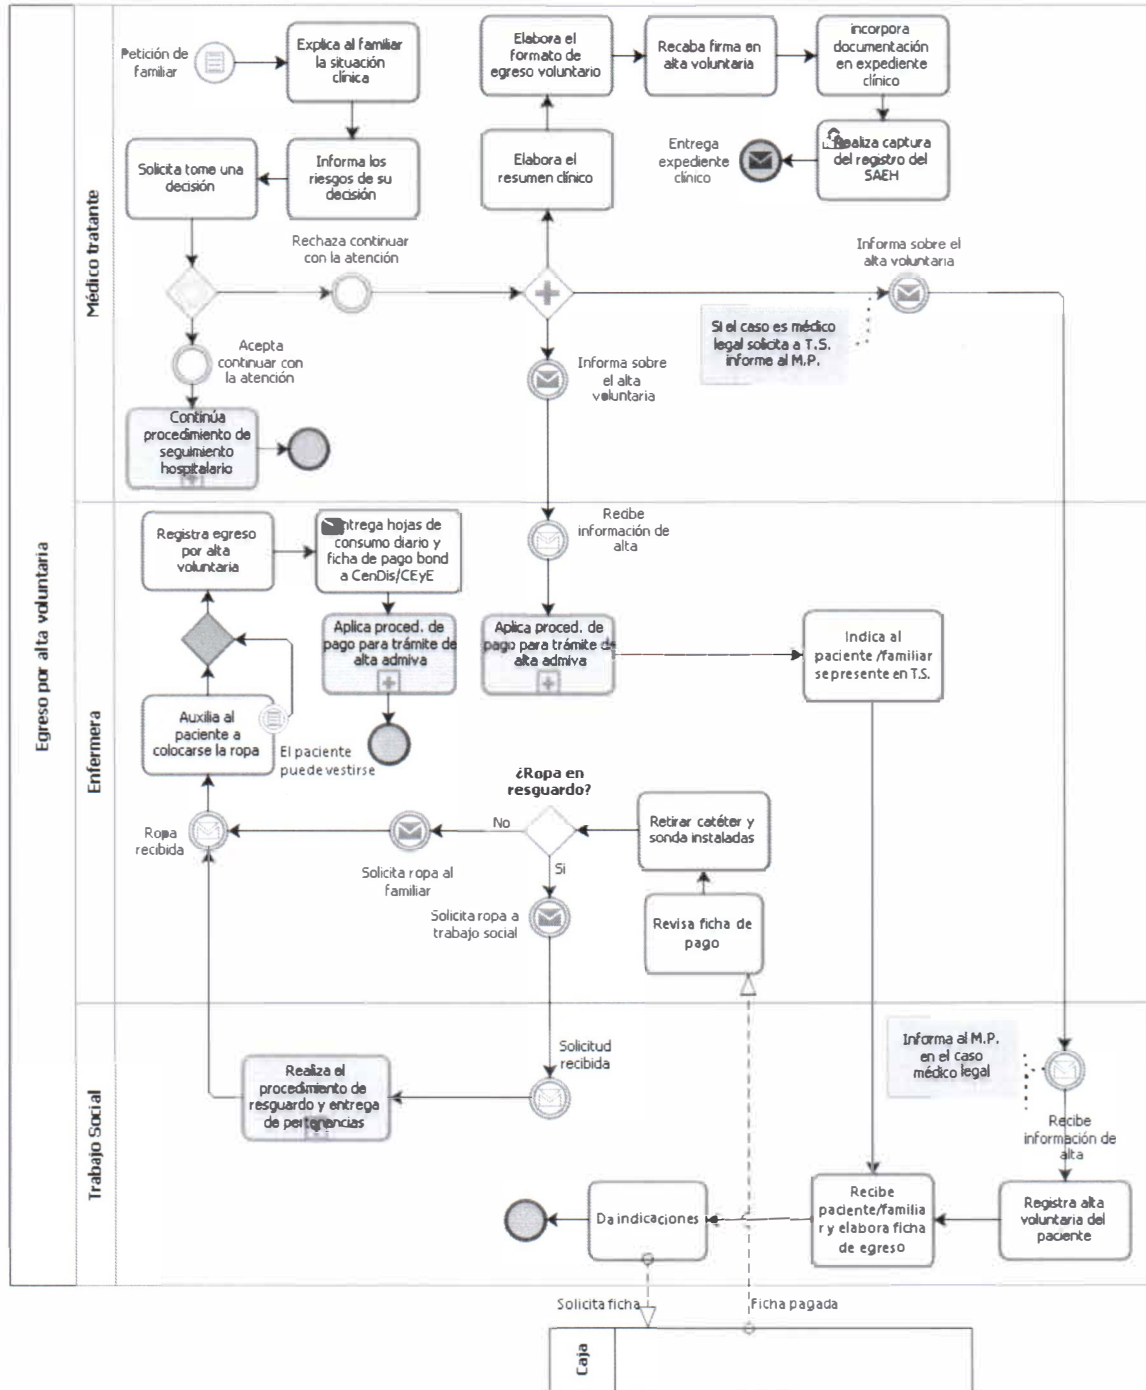 Egreso por alta voluntaria
Médico tratante
Petición de
familiar
Explica al familiar
la situación
clínica
Informa los
riesgos de su
decisión
Solicita tome una
decisión
Rechaza continuar
con la atención
Acepta
continuar con
la atención
Continúa
procedimiento de
seguimiento
hospitalario
Elabora el
formato de
egreso voluntario
Recaba firma en
alta voluntaria
incorpora
documentación
en expediente
clínico
Elabora el
resumen clínico
Entrega
expediente
clínico
Realiza captura
del registro del
SAEH
Informa sobre el
alta voluntaria
Si el caso es médico
legal solicita a T.S.
informe al M.P.
Informa sobre
el alta
voluntaria
Enfermera
Registra egreso
por alta
voluntaria
Entrega hojas de
consumo diario y
ficha de pago bond
a CenDis/CEyE
Recibe
información de
alta
Aplica proced. de
pago para trámite de
alta admiva
Aplica proced. de
pago para trámite de
alta admiva
Indica al
paciente /familiar
se presente en T.S.
Auxilia al
paciente a
colocarse la ropa
El paciente
puede vestirse
¿Ropa en
resguardo?
No
Si
Retirar catéter y
sonda instaladas
Ropa
recibida
Solicita ropa al
familiar
Solicita ropa a
trabajo social
Revisa ficha de
pago
Trabajo Social
Solicitud
recibida
Realiza el
procedimiento de
resguardo y entrega
de pertenencias
Informa al M.P.
en el caso
médico legal
Recibe
información de
alta
Da indicaciones
Recibe
paciente/familia
r y elabora ficha
de egreso
Registra alta
voluntaria del
paciente
Solicita ficha
Ficha pagada
Caja